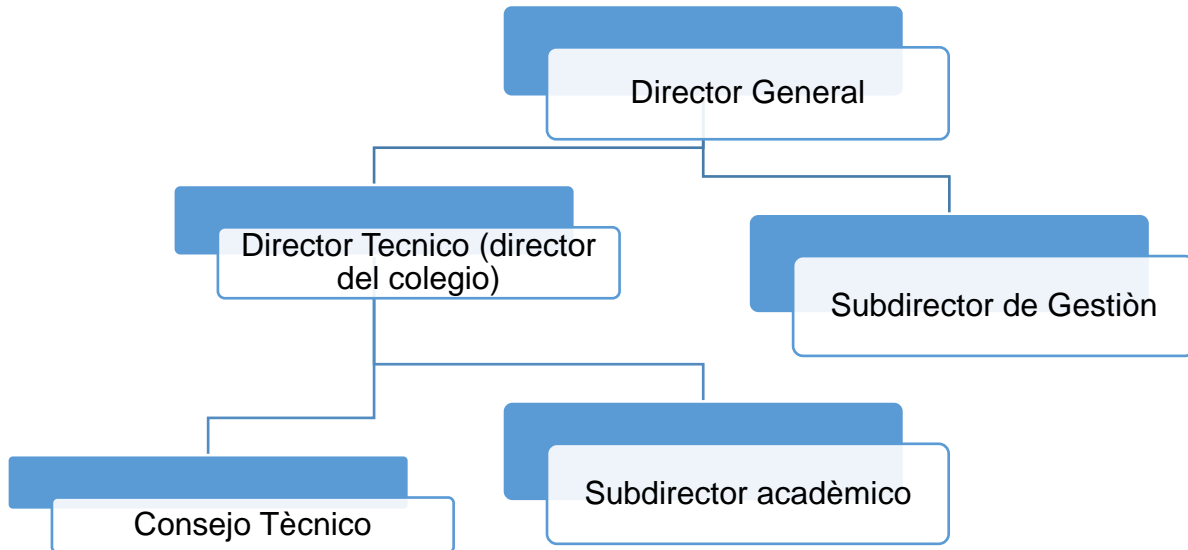 Director General
Director Tecnico (director
del colegio)
Subdirector de Gestiòn
Subdirector acadèmico
Consejo Tècnico